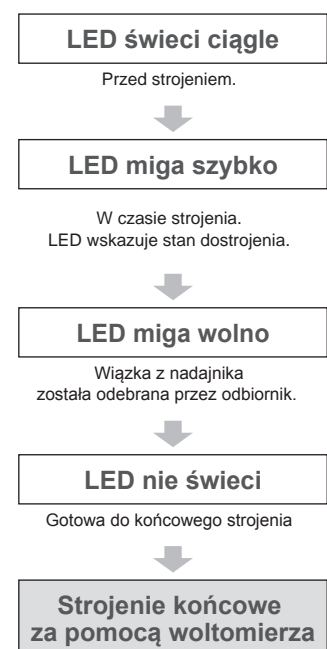 LED świeci ciągle
Przed strojeniem.
LED miga szybko
W czasie strojenia.
LED wskazuje stan dostrojenia.
LED miga wolno
Wiązka z nadajnika
została odebrana przez odbiornik.
LED nie świeci
Gotowa do końcowego strojenia
Strojenie końcowe
za pomocą woltomierza